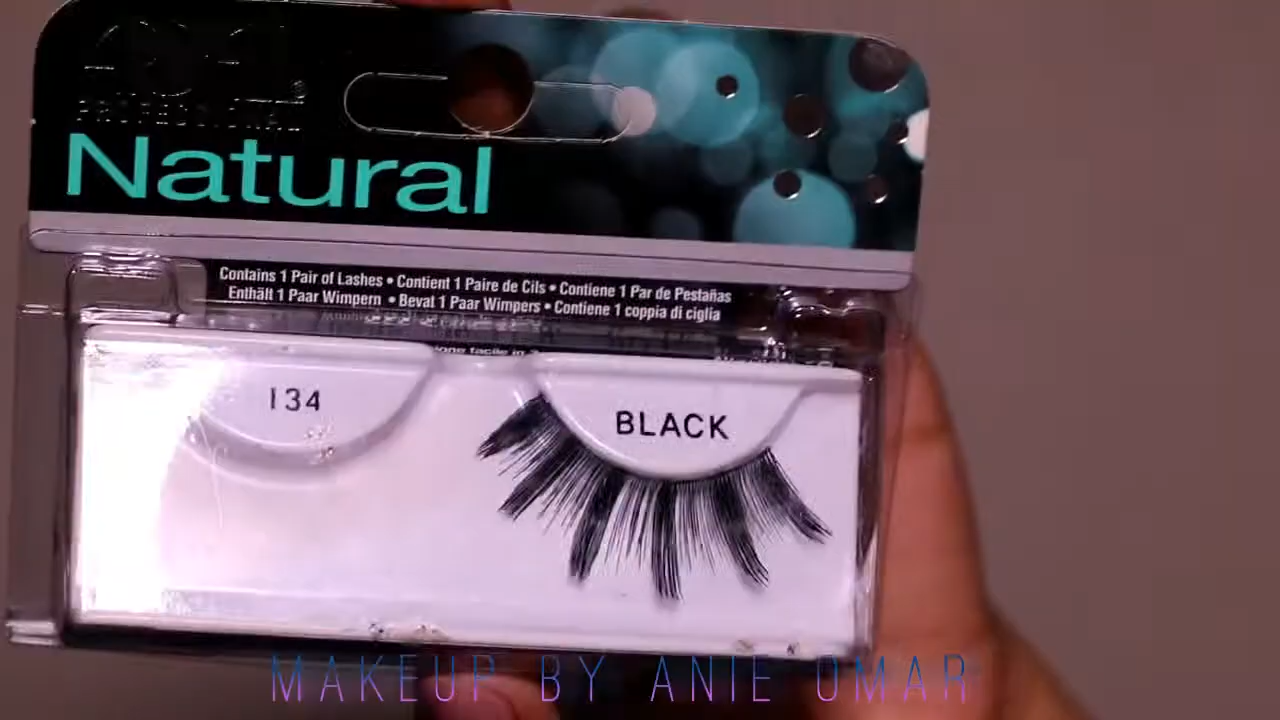 PROFESSIONAL
Natural
Contains 1 Pair of Lashes • Contient 1 Paire de Cils • Contiene 1 Par de Pestañas
Enthält 1 Paar Wimpern • Bevat 1 Paar Wimpers • Contiene 1 coppia di ciglia
134
BLACK
MAKEUP BY ANIE OMAR